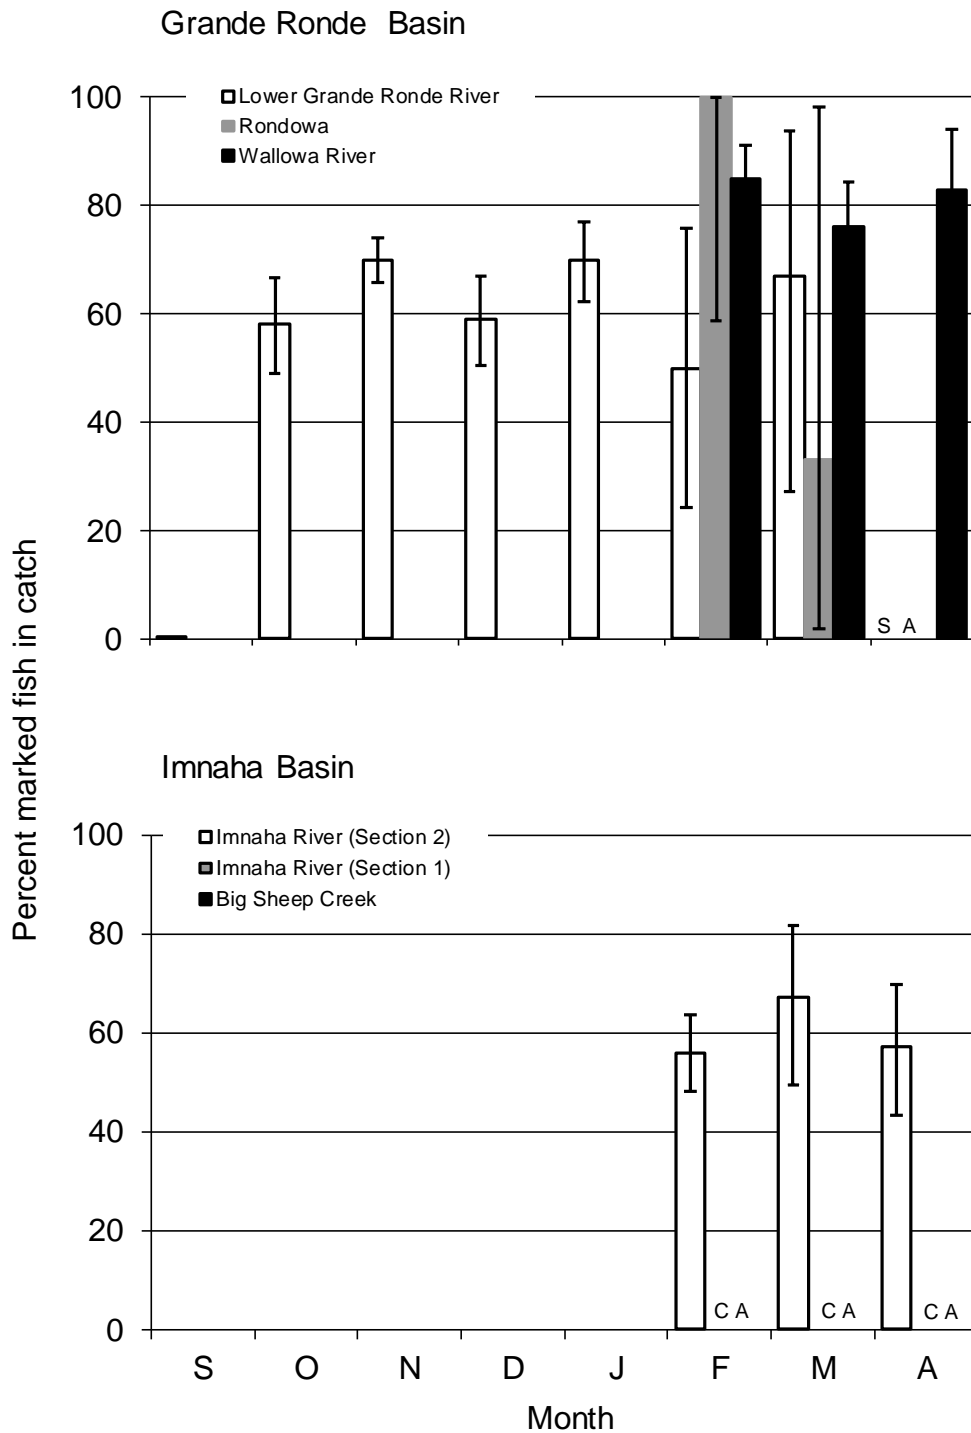 Grande Ronde Basin
Lower Grande Ronde River
Rondowa
Wallowa River
100
80
60
40
20
0
S A
Percent marked fish in catch
Imnaha Basin
Imnaha River (Section 2)
Imnaha River (Section 1)
Big Sheep Creek
100
80
60
40
20
0
C A C A C A
S O N D J F M A
Month